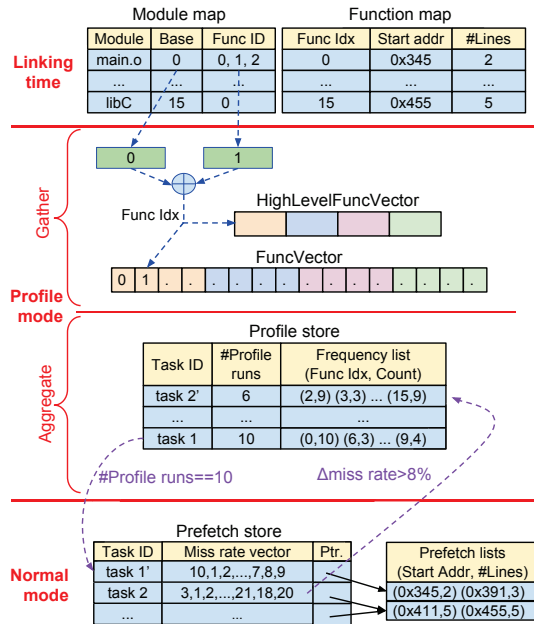 Module map
Function map
Module Base Func ID
Func Idx Start addr #Lines
Linking time
main.o 0 0, 1, 2
0 0x345 2
... ... ...
... ... ...
libC 15 0
15 0x455 5
Gather
0 1
Func Idx
HighLevelFuncVector
FuncVector
0 1 . . . . . . . . . . . . . .
Profile mode
Aggregate
Profile store
Task ID #Profile runs Frequency list (Func Idx, Count)
task 2' 6 (2,9) (3,3) ... (15,9)
... ... ...
task 1 10 (0,10) (6,3) ... (9,4)
#Profile runs==10
Δmiss rate>8%
Normal mode
Prefetch store
Task ID Miss rate vector Ptr.
task 1' 10,1,2,...,7,8,9
task 2 3,1,2,...,21,18,20
... ...
Prefetch lists
(Start Addr, #Lines)
(0x345,2) (0x391,3)
(0x411,5) (0x455,5)